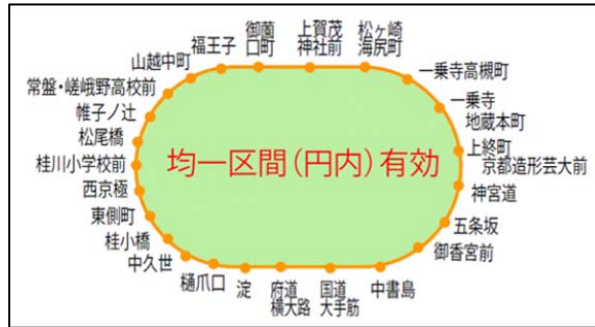 御薗
口町
上賀茂
神社前
松ヶ崎
海尻町
福王子
山越中町
一乗寺高槻町
常盤・嵯峨野高校前
一乗寺
地蔵本町
帷子ノ辻
松尾橋
上終町
京都造形芸大前
桂川小学校前
均一区間(円内)有効
西京極
神宮道
東側町
五条坂
桂小橋
御香宮前
中久世
樋爪口
淀
府道
横大路
国道
大手筋
中書島